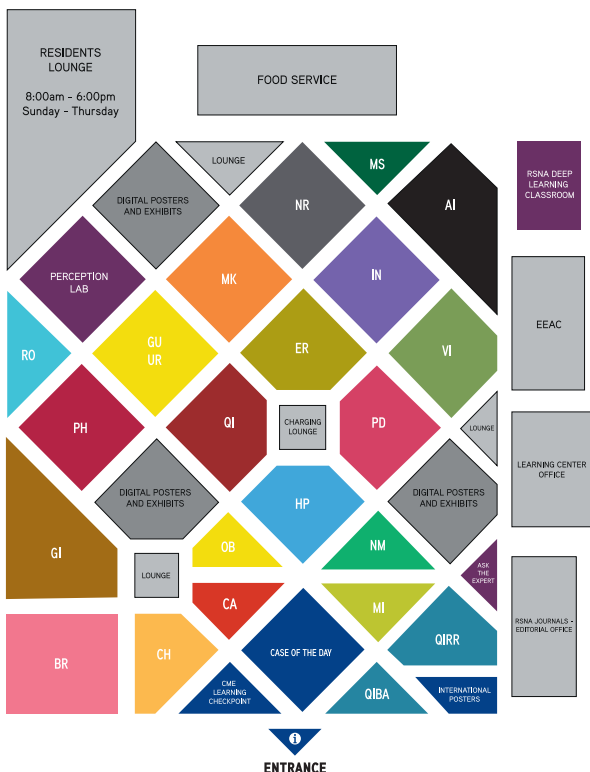 RESIDENTS
LOUNGE
8:00am - 6:00pm
Sunday - Thursday
FOOD SERVICE
LOUNGE
MS
RSNA DEEP
LEARNING
CLASSROOM
DIGITAL POSTERS
AND EXHIBITS
NR
AI
PERCEPTION
LAB
MK
IN
EEAC
RO
GU
UR
ER
VI
PH
QI
CHARGING
LOUNGE
PD
LOUNGE
LEARNING CENTER
OFFICE
DIGITAL POSTERS
AND EXHIBITS
HP
DIGITAL POSTERS
AND EXHIBITS
GI
OB
NM
LOUNGE
ASK
THE
EXPERT
CA
MI
RSNA JOURNALS -
EDITORIAL OFFICE
BR
CH
CASE OF THE DAY
QIRR
CME
LEARNING
CHECKPOINT
QIBA
INTERNATIONAL
POSTERS
i
ENTRANCE